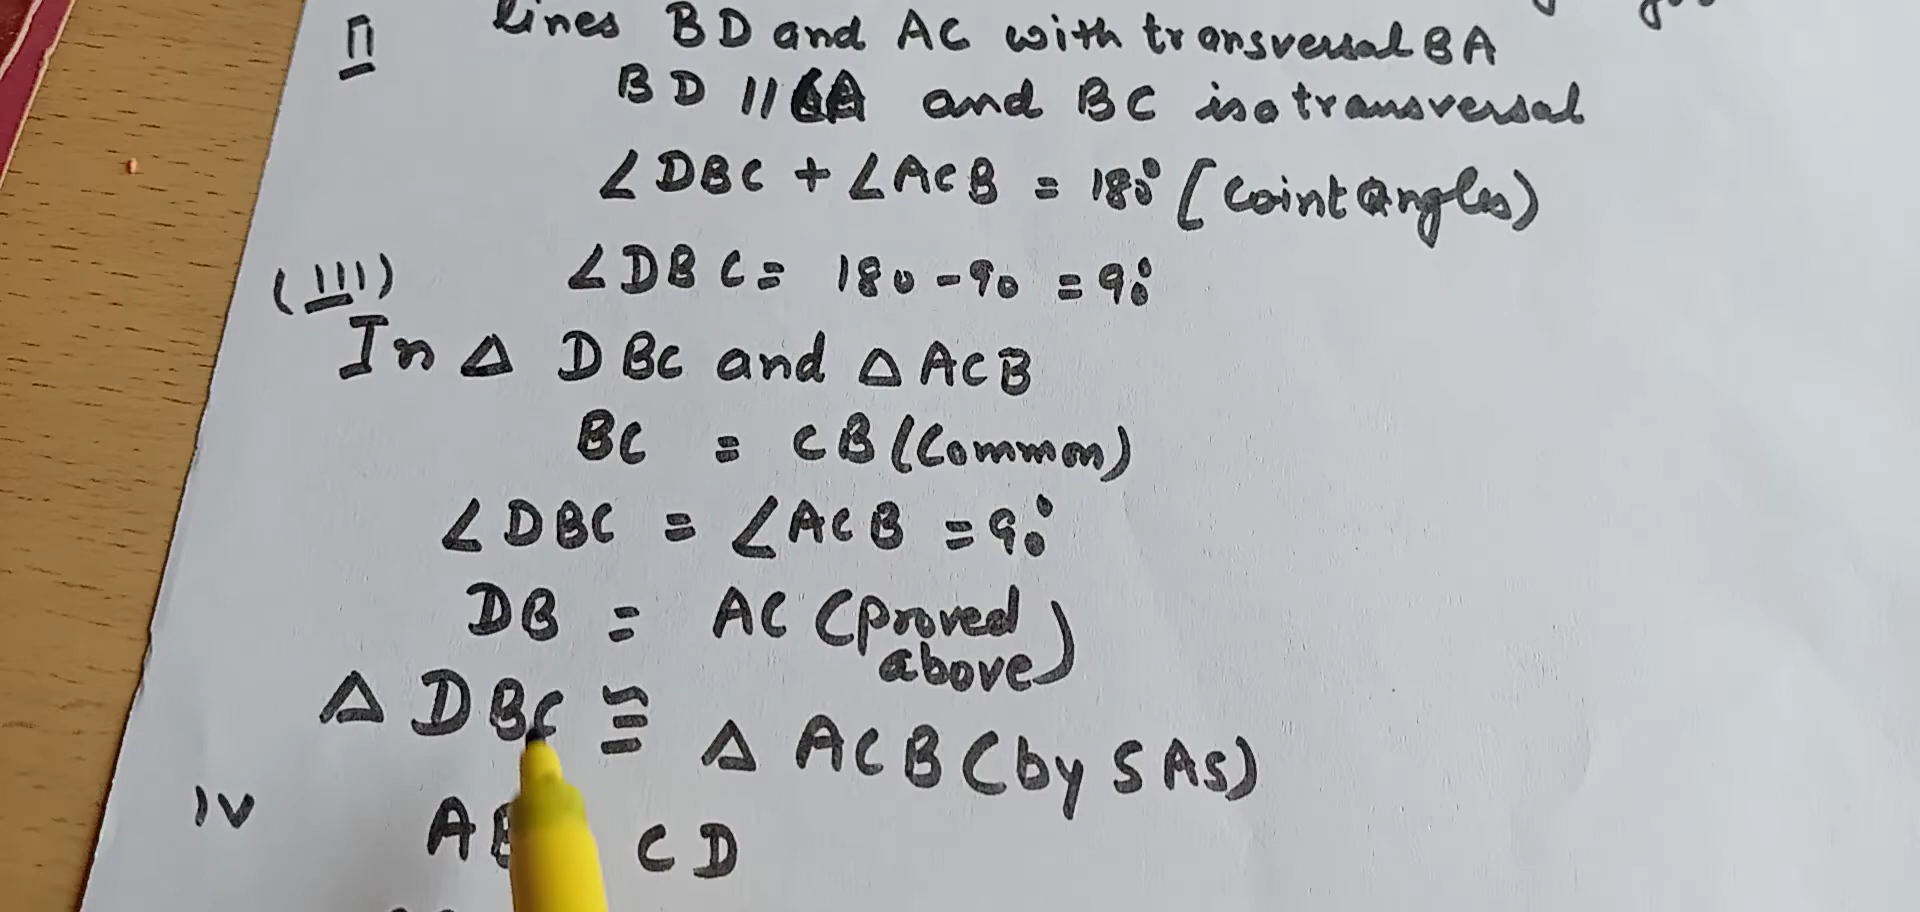 lines BD and AC with transversal BA
II BD || CA and BC is a transversal
∠DBC + ∠ACB = 180° [Coint Angles)
(III) ∠DBC = 180 - 90 = 90°
In △ DBC and △ ACB
BC = CB (Common)
∠DBC = ∠ACB = 90°
DB = AC (proved above)
△ DBC ≅ △ ACB (by SAS)
IV AB CD